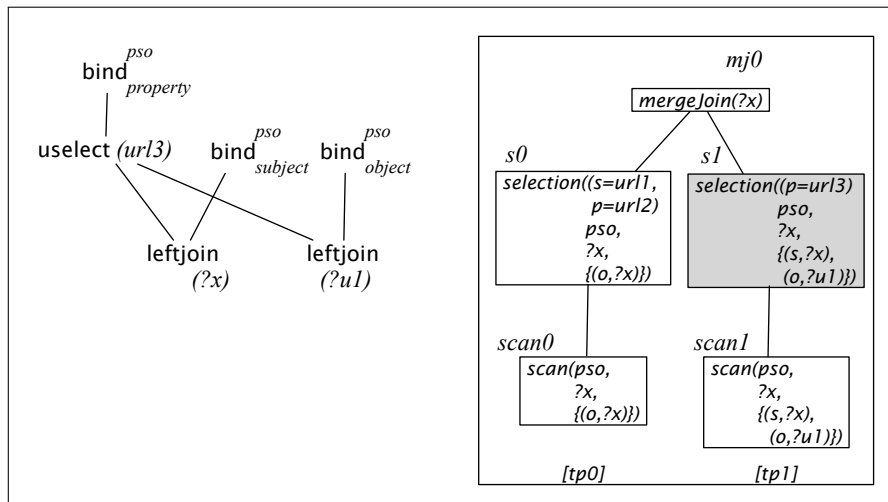 pso
bind
property
uselect (url3)
pso
bind
subject
pso
bind
object
leftjoin
(?x)
leftjoin
(?u1)
mj0
mergeJoin(?x)
s0
selection((s=url1,
p=url2)
pso,
?x,
{(o,?x)})
s1
selection((p=url3)
pso,
?x,
{(s,?x),
(o,?u1)})
scan0
scan(pso,
?x,
{(o,?x)})
scan1
scan(pso,
?x,
{(s,?x),
(o,?u1)})
[tp0]
[tp1]